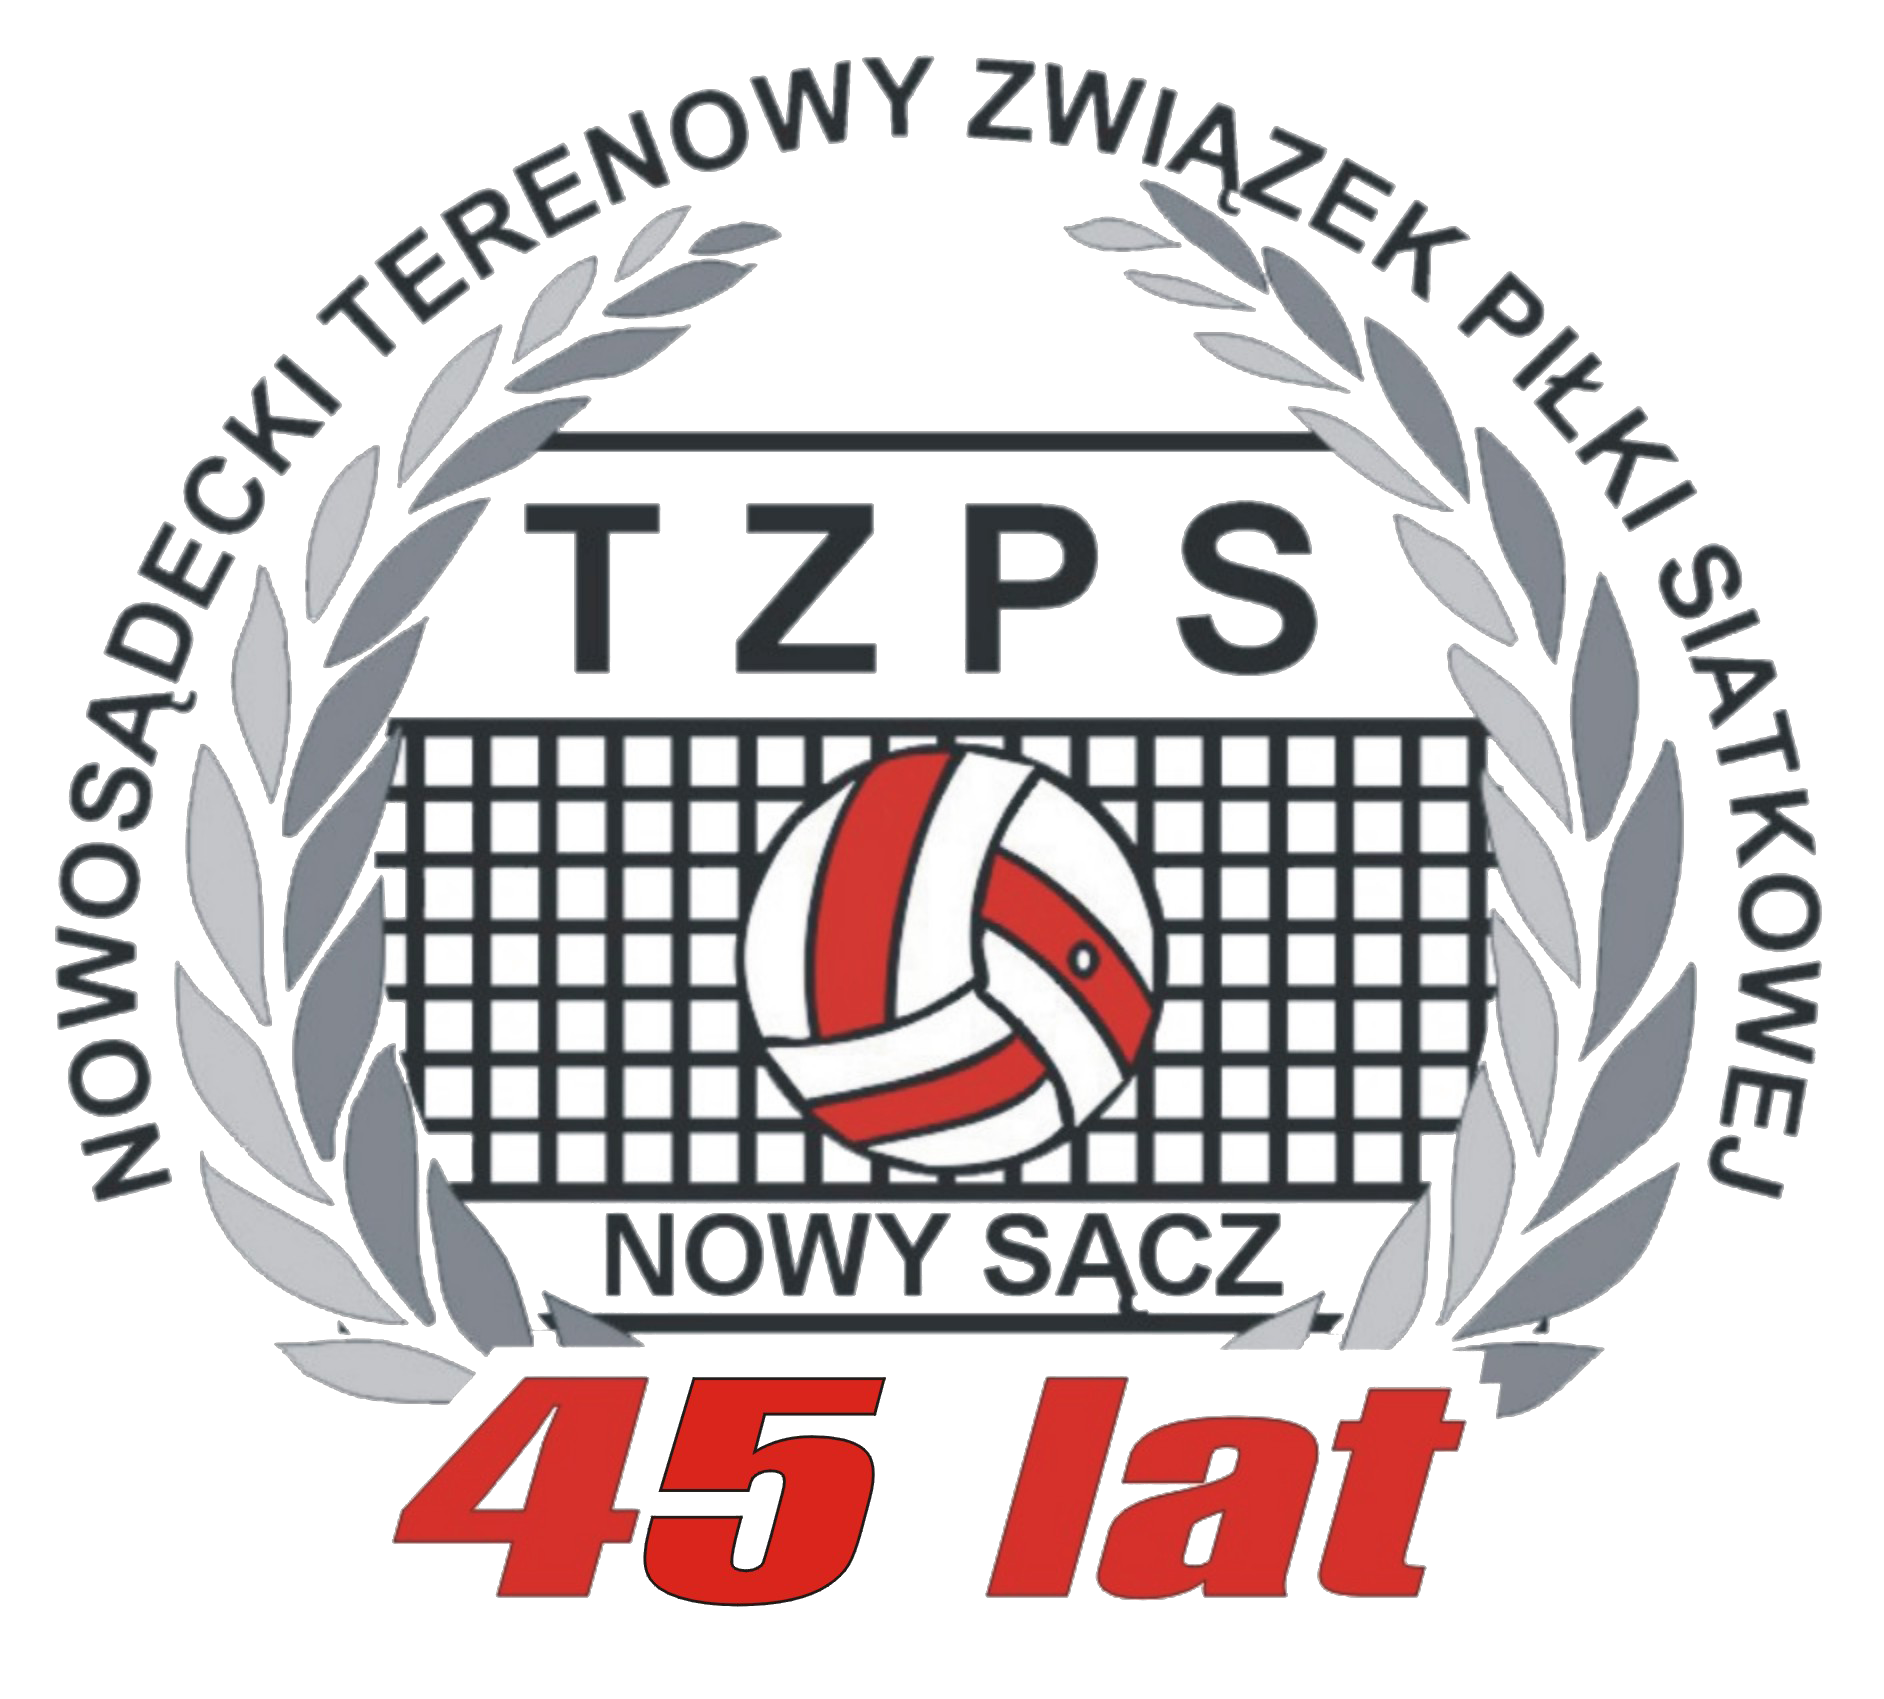 NOWOSĄDECKI TERENOWY ZWIĄZEK PIŁKI SIATKOWEJ
TZPS
NOWY SĄCZ
45 lat